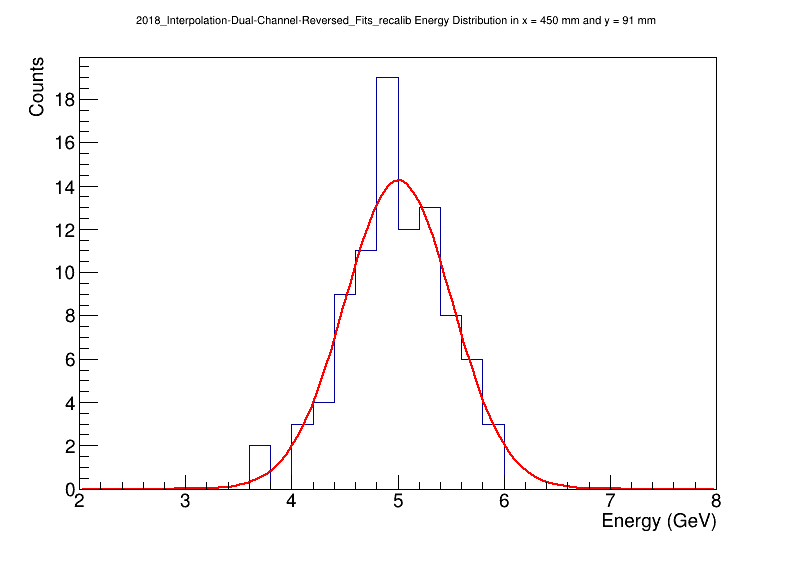 2018_Interpolation-Dual-Channel-Reversed_Fits_recalib Energy Distribution in x = 450 mm and y = 91 mm
Counts
18
16
14
12
10
8
6
4
2
0
2 3 4 5 6 7 8
Energy (GeV)